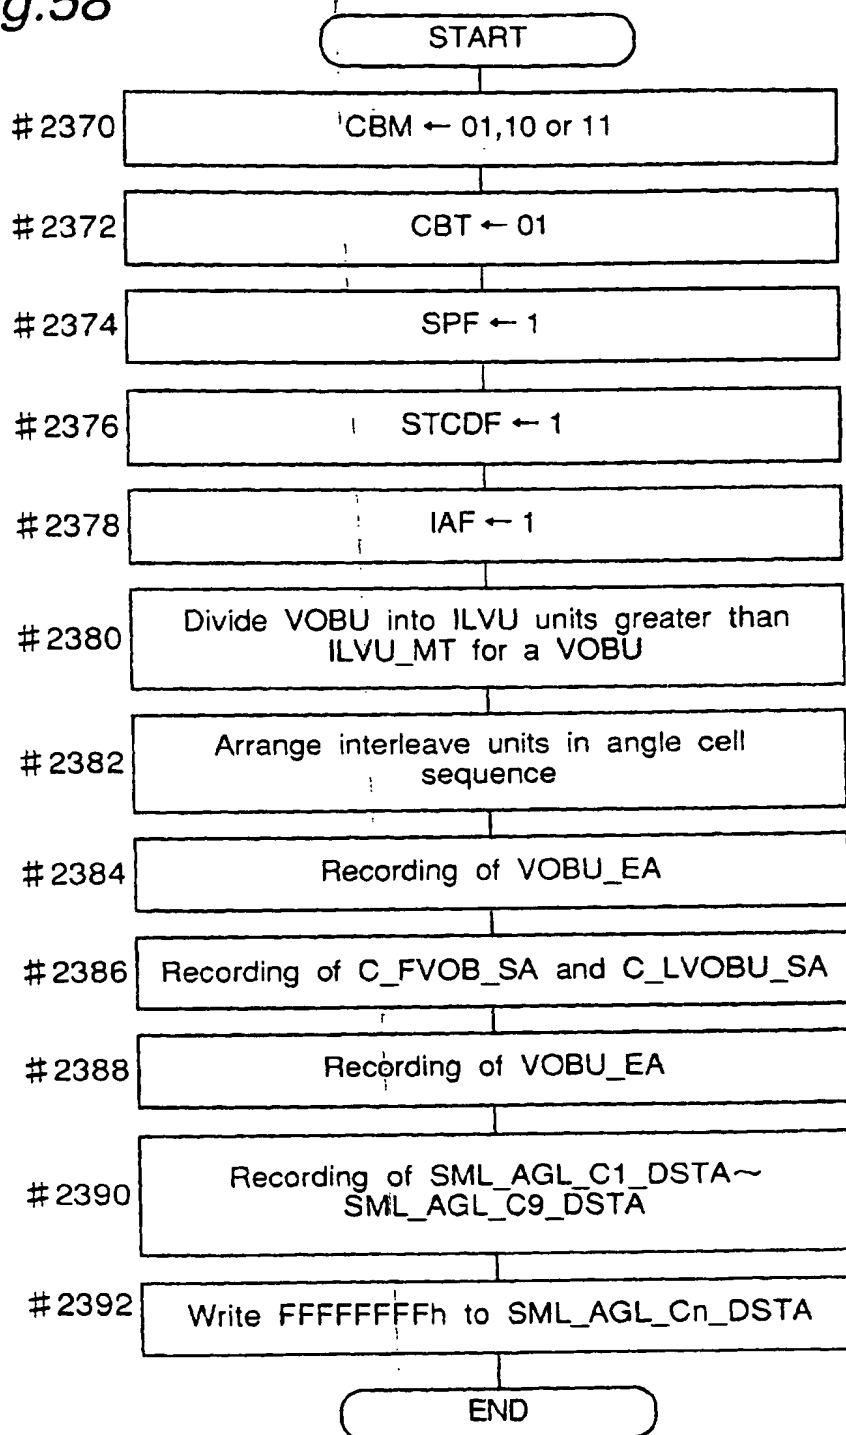 g.58
START
#2370 CBM ← 01,10 or 11
#2372 CBT ← 01
#2374 SPF ← 1
#2376 STCDF ← 1
#2378 IAF ← 1
#2380 Divide VOBU into ILVU units greater than
ILVU_MT for a VOBU
#2382 Arrange interleave units in angle cell
sequence
#2384 Recording of VOBU_EA
#2386 Recording of C_FVOB_SA and C_LVOBU_SA
#2388 Recording of VOBU_EA
#2390 Recording of SML_AGL_C1_DSTA~
SML_AGL_C9_DSTA
#2392 Write FFFFFFFFh to SML_AGL_Cn_DSTA
END